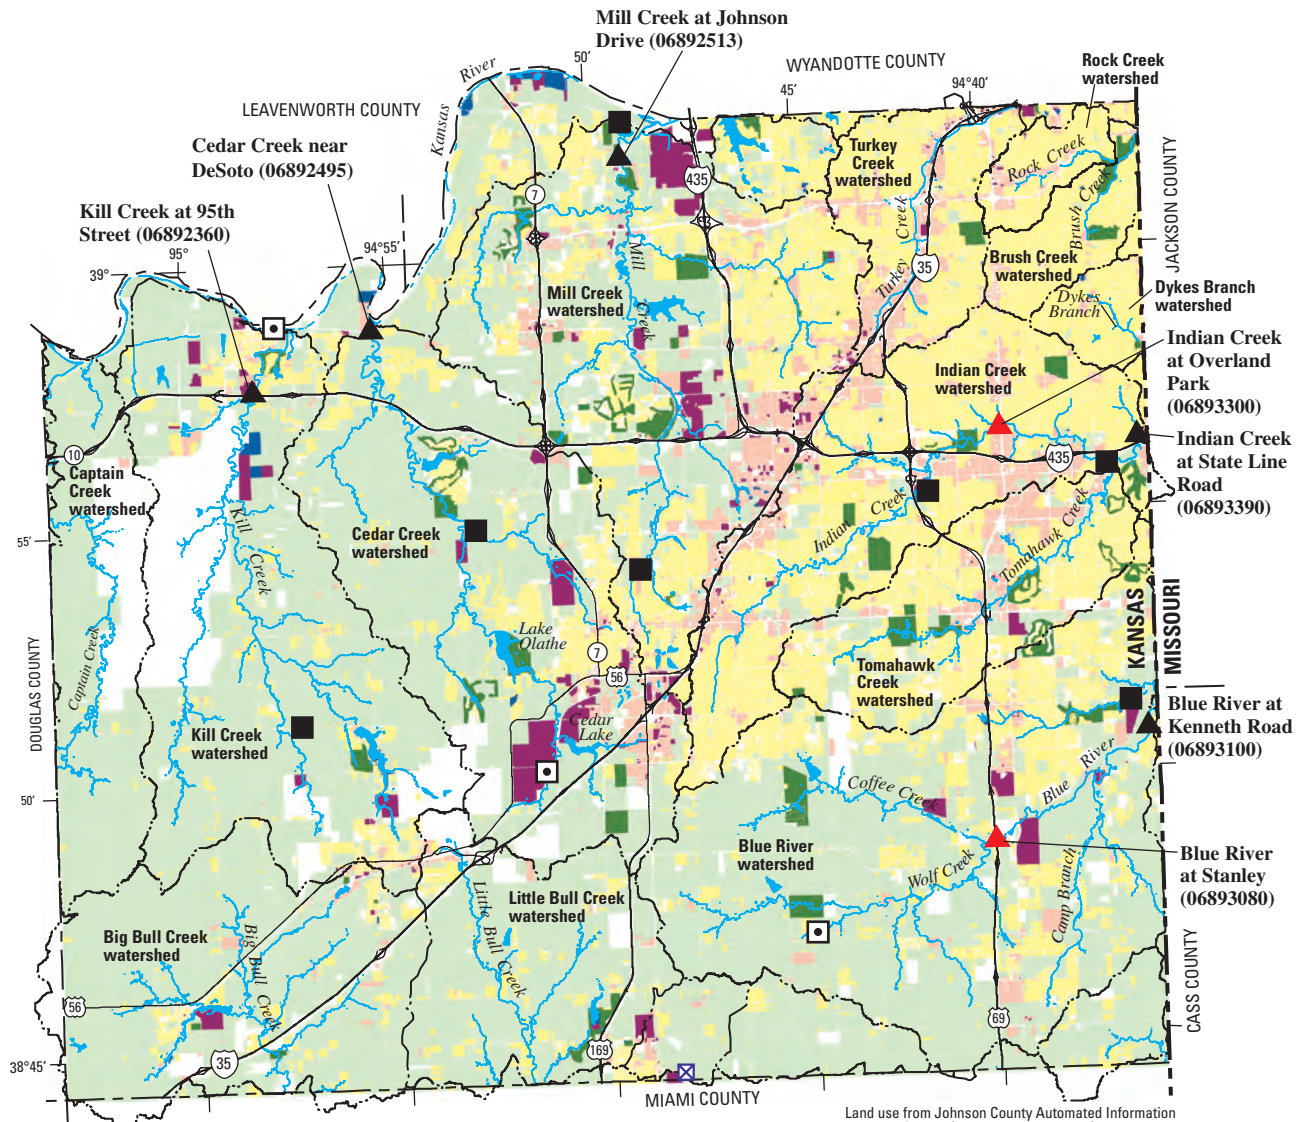 Mill Creek at Johnson
Drive (06892513)
WYANDOTTE COUNTY
Rock Creek
watershed
River
50'
45'
94°40'
LEAVENWORTH COUNTY
Kansas
Cedar Creek near
DeSoto (06892495)
Turkey
Creek
watershed
Rock Creek
JACKSON COUNTY
435
7
Kill Creek at 95th
Street (06892360)
Creek
Brush Creek
95°
94°55'
39°
Mill
Creek
Turkey
35
Brush Creek
watershed
Mill Creek
watershed
Dykes
Branch
Dykes Branch
watershed
Indian Creek
at Overland
Park
(06893300)
Indian Creek
watershed
10
Captain
Creek
watershed
435
Indian Creek
at State Line
Road
(06893390)
Kill
Creek
Cedar Creek
watershed
Indian Creek
Tomahawk Creek
55'
KANSAS
MISSOURI
Captain Creek
Lake
Olathe
7
56
DOUGLAS COUNTY
Tomahawk
Creek
watershed
Cedar
Lake
Kill Creek
watershed
Blue River at
Kenneth Road
(06893100)
50'
Coffee Creek
Blue River
Blue River
watershed
Wolf Creek
Camp Branch
Blue River
at Stanley
(06893080)
Little Bull Creek
Little Bull Creek
watershed
Big Bull Creek
watershed
Big Bull Creek
56
69
CASS COUNTY
35
169
38°45'
MIAMI COUNTY
Land use from Johnson County Automated Information